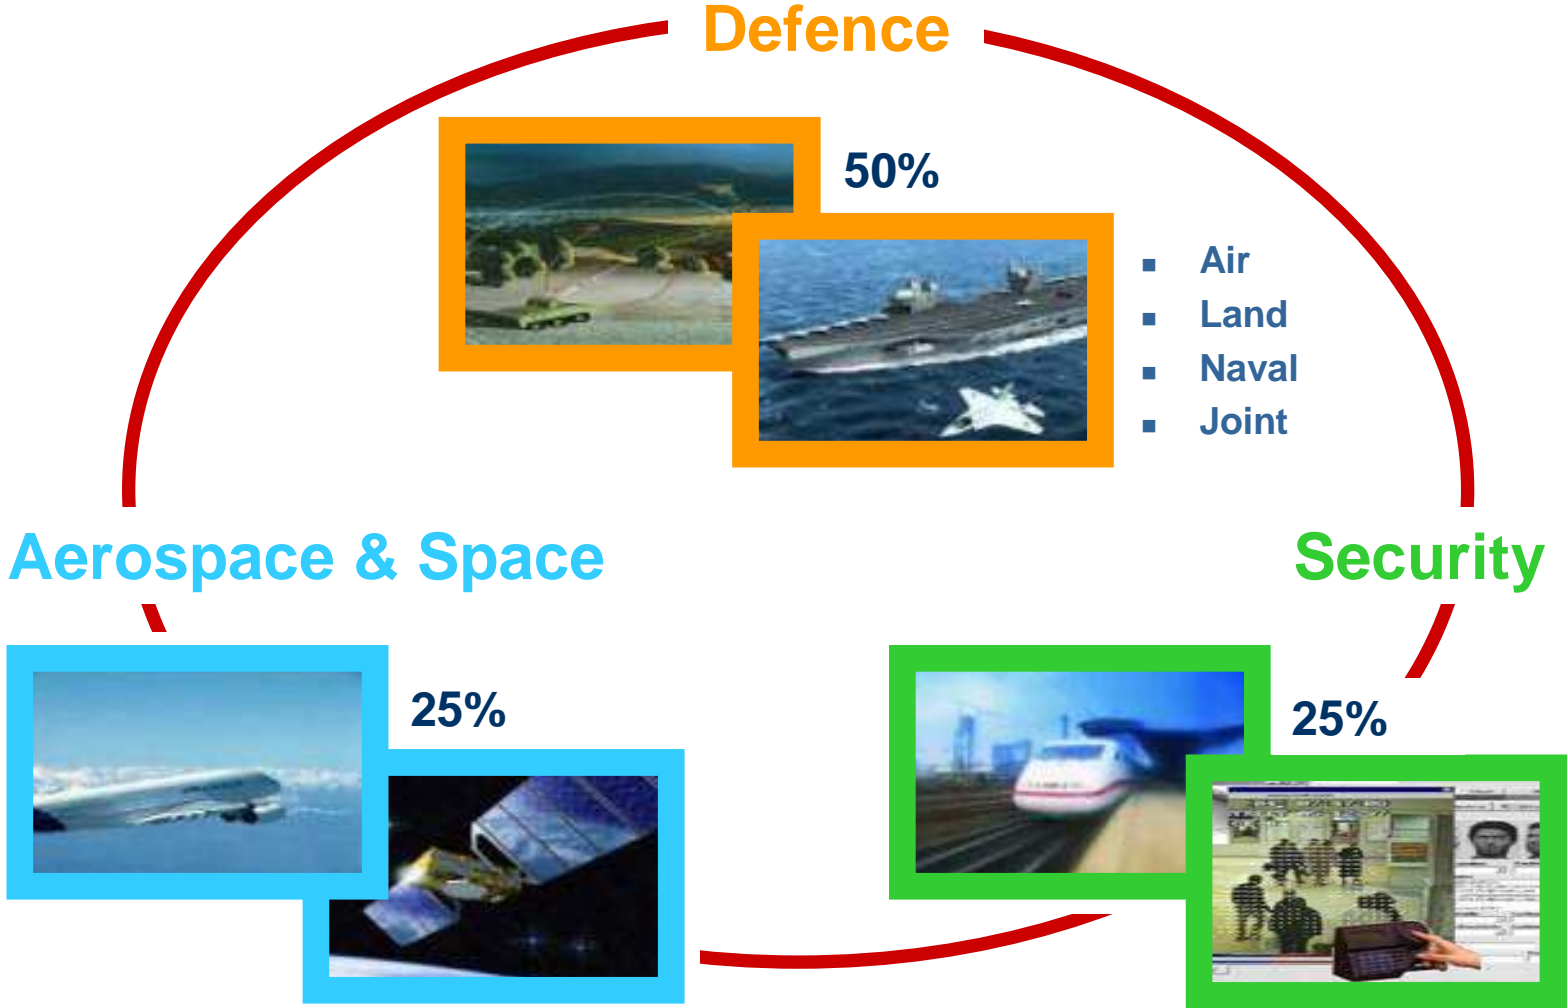 Defence
50%
Air
Land
Naval
Joint
Aerospace & Space
Security
25%
25%